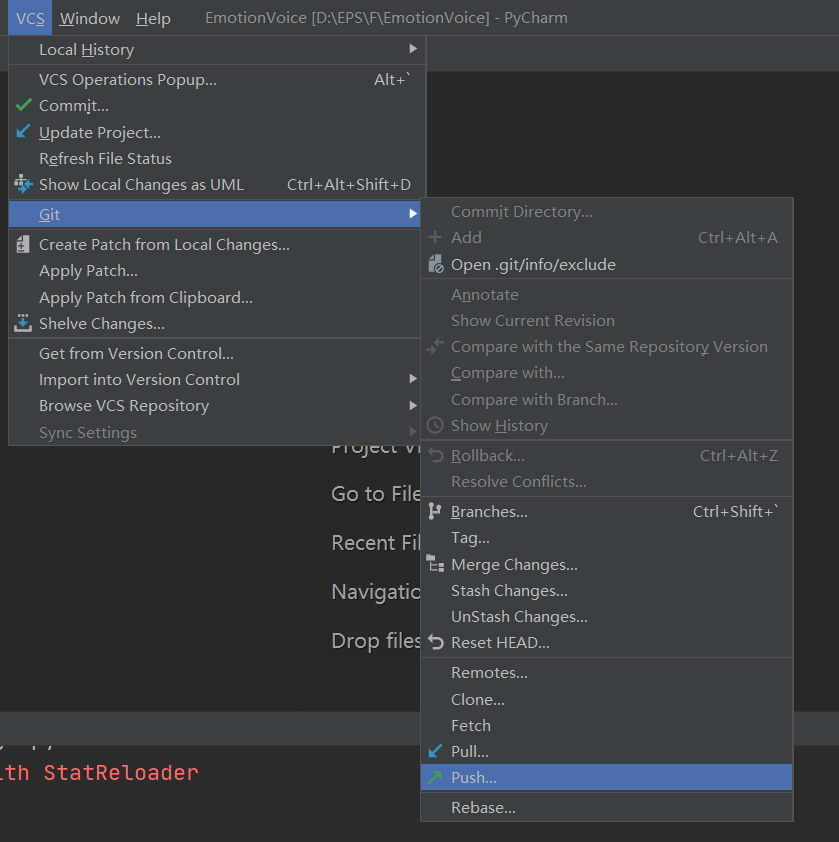 VCS Window Help EmotionVoice [D:\EPS\F\EmotionVoice] - PyCharm
Local History
VCS Operations Popup... Alt+`
Commit...
Update Project...
Refresh File Status
Show Local Changes as UML Ctrl+Alt+Shift+D
Git
Create Patch from Local Changes...
Apply Patch...
Apply Patch from Clipboard...
Shelve Changes...
Get from Version Control...
Import into Version Control
Browse VCS Repository
Sync Settings
Commit Directory...
Add Ctrl+Alt+A
Open .git/info/exclude
Annotate
Show Current Revision
Compare with the Same Repository Version
Compare with...
Compare with Branch...
Show History
Rollback... Ctrl+Alt+Z
Resolve Conflicts...
Branches... Ctrl+Shift+`
Tag...
Merge Changes...
Stash Changes...
UnStash Changes...
Reset HEAD...
Remotes...
Clone...
Fetch
Pull...
Push...
Rebase...
Project
Go to File
Recent
Navigatio
Drop files
StatReloader